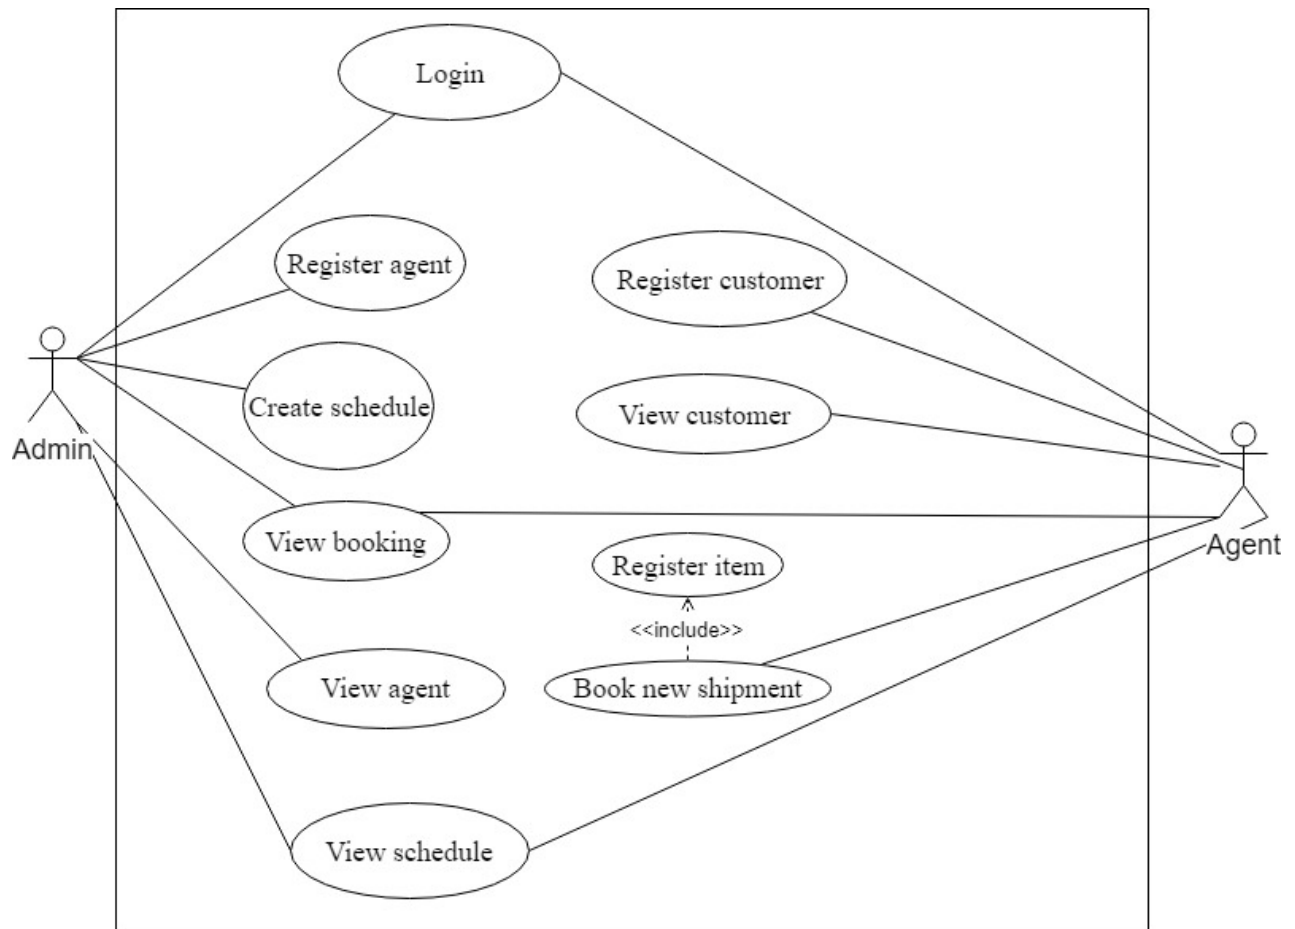 Login
Register agent
Register customer
Create schedule
View customer
Admin
View booking
Agent
Register item
<<include>>
View agent
Book new shipment
View schedule